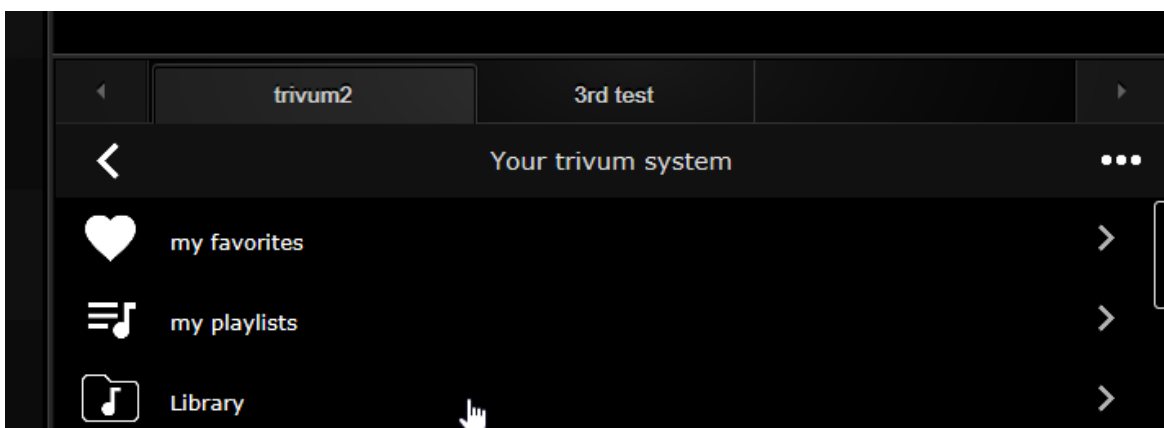 trivum2 3rd test
Your trivum system
my favorites
my playlists
Library